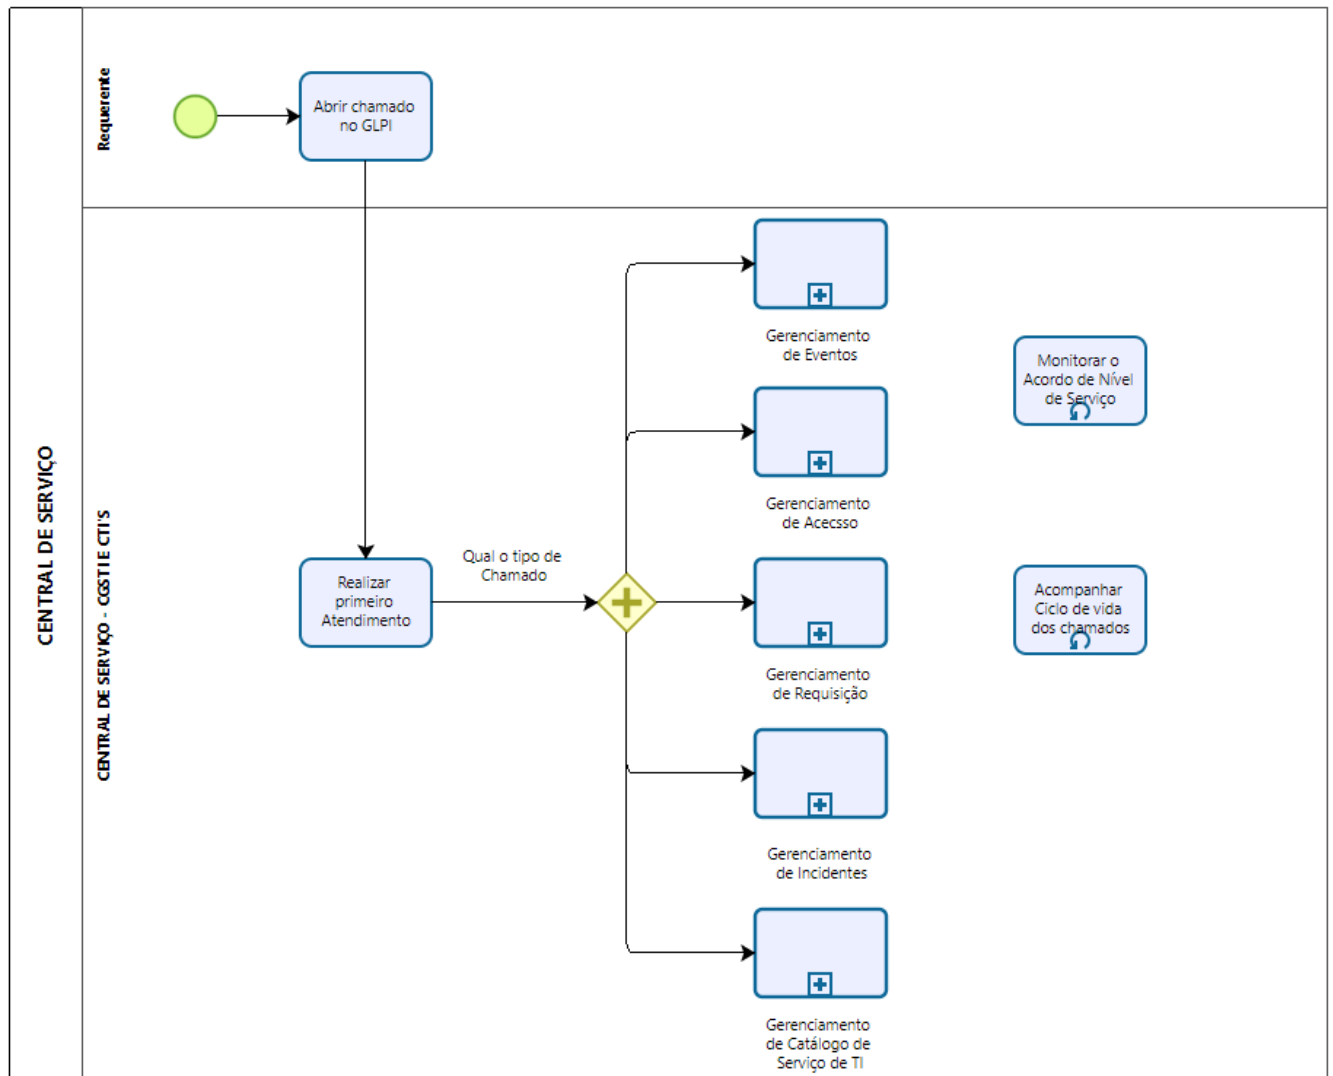 CENTRAL DE SERVIÇO
Requerente
Abrir chamado
no GLPI
CENTRAL DE SERVIÇO - CGSTI E CTI'S
Realizar
primeiro
Atendimento
Qual o tipo de
Chamado
Gerenciamento
de Eventos
Gerenciamento
de Acecsso
Gerenciamento
de Requisição
Gerenciamento
de Incidentes
Gerenciamento
de Catálogo de
Serviço de TI
Monitorar o
Acordo de Nível
de Serviço
Acompanhar
Ciclo de vida
dos chamados